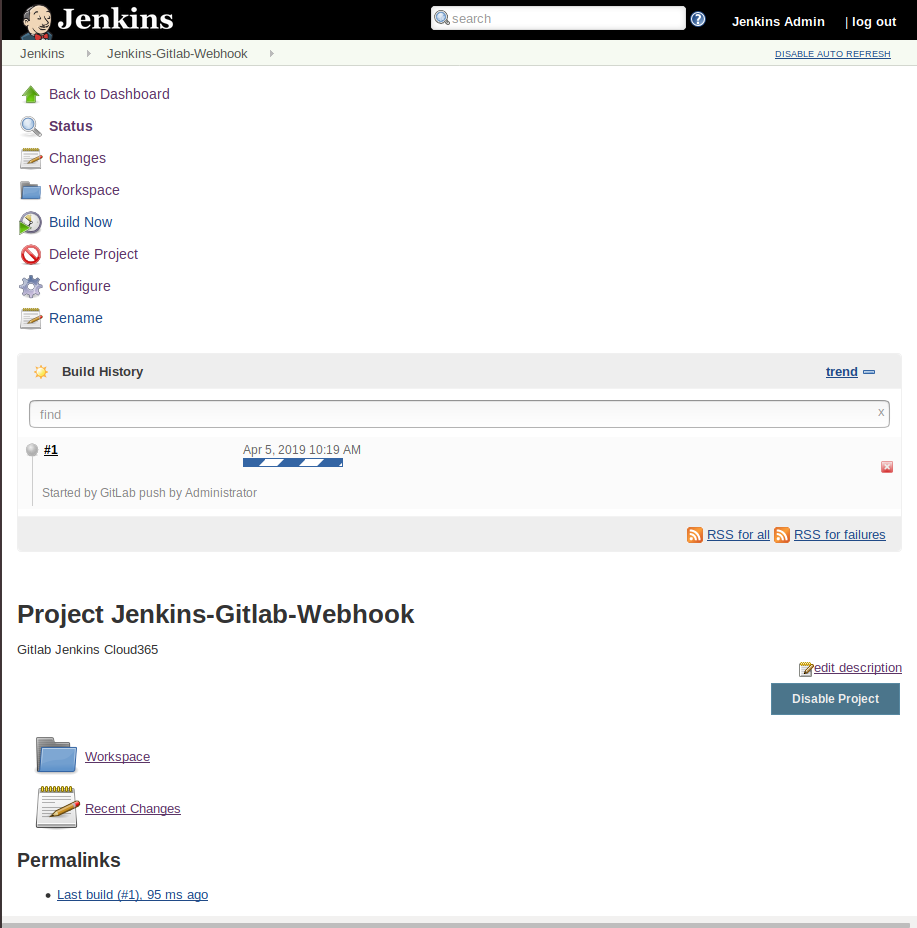 Jenkins
search
Jenkins Admin
| log out
Jenkins
Jenkins-Gitlab-Webhook
DISABLE AUTO REFRESH
Back to Dashboard
Status
Changes
Workspace
Build Now
Delete Project
Configure
Rename
Build History
trend
find
x
#1
Apr 5, 2019 10:19 AM
Started by GitLab push by Administrator
RSS for all
RSS for failures
Project Jenkins-Gitlab-Webhook
Gitlab Jenkins Cloud365
edit description
Disable Project
Workspace
Recent Changes
Permalinks
Last build (#1), 95 ms ago